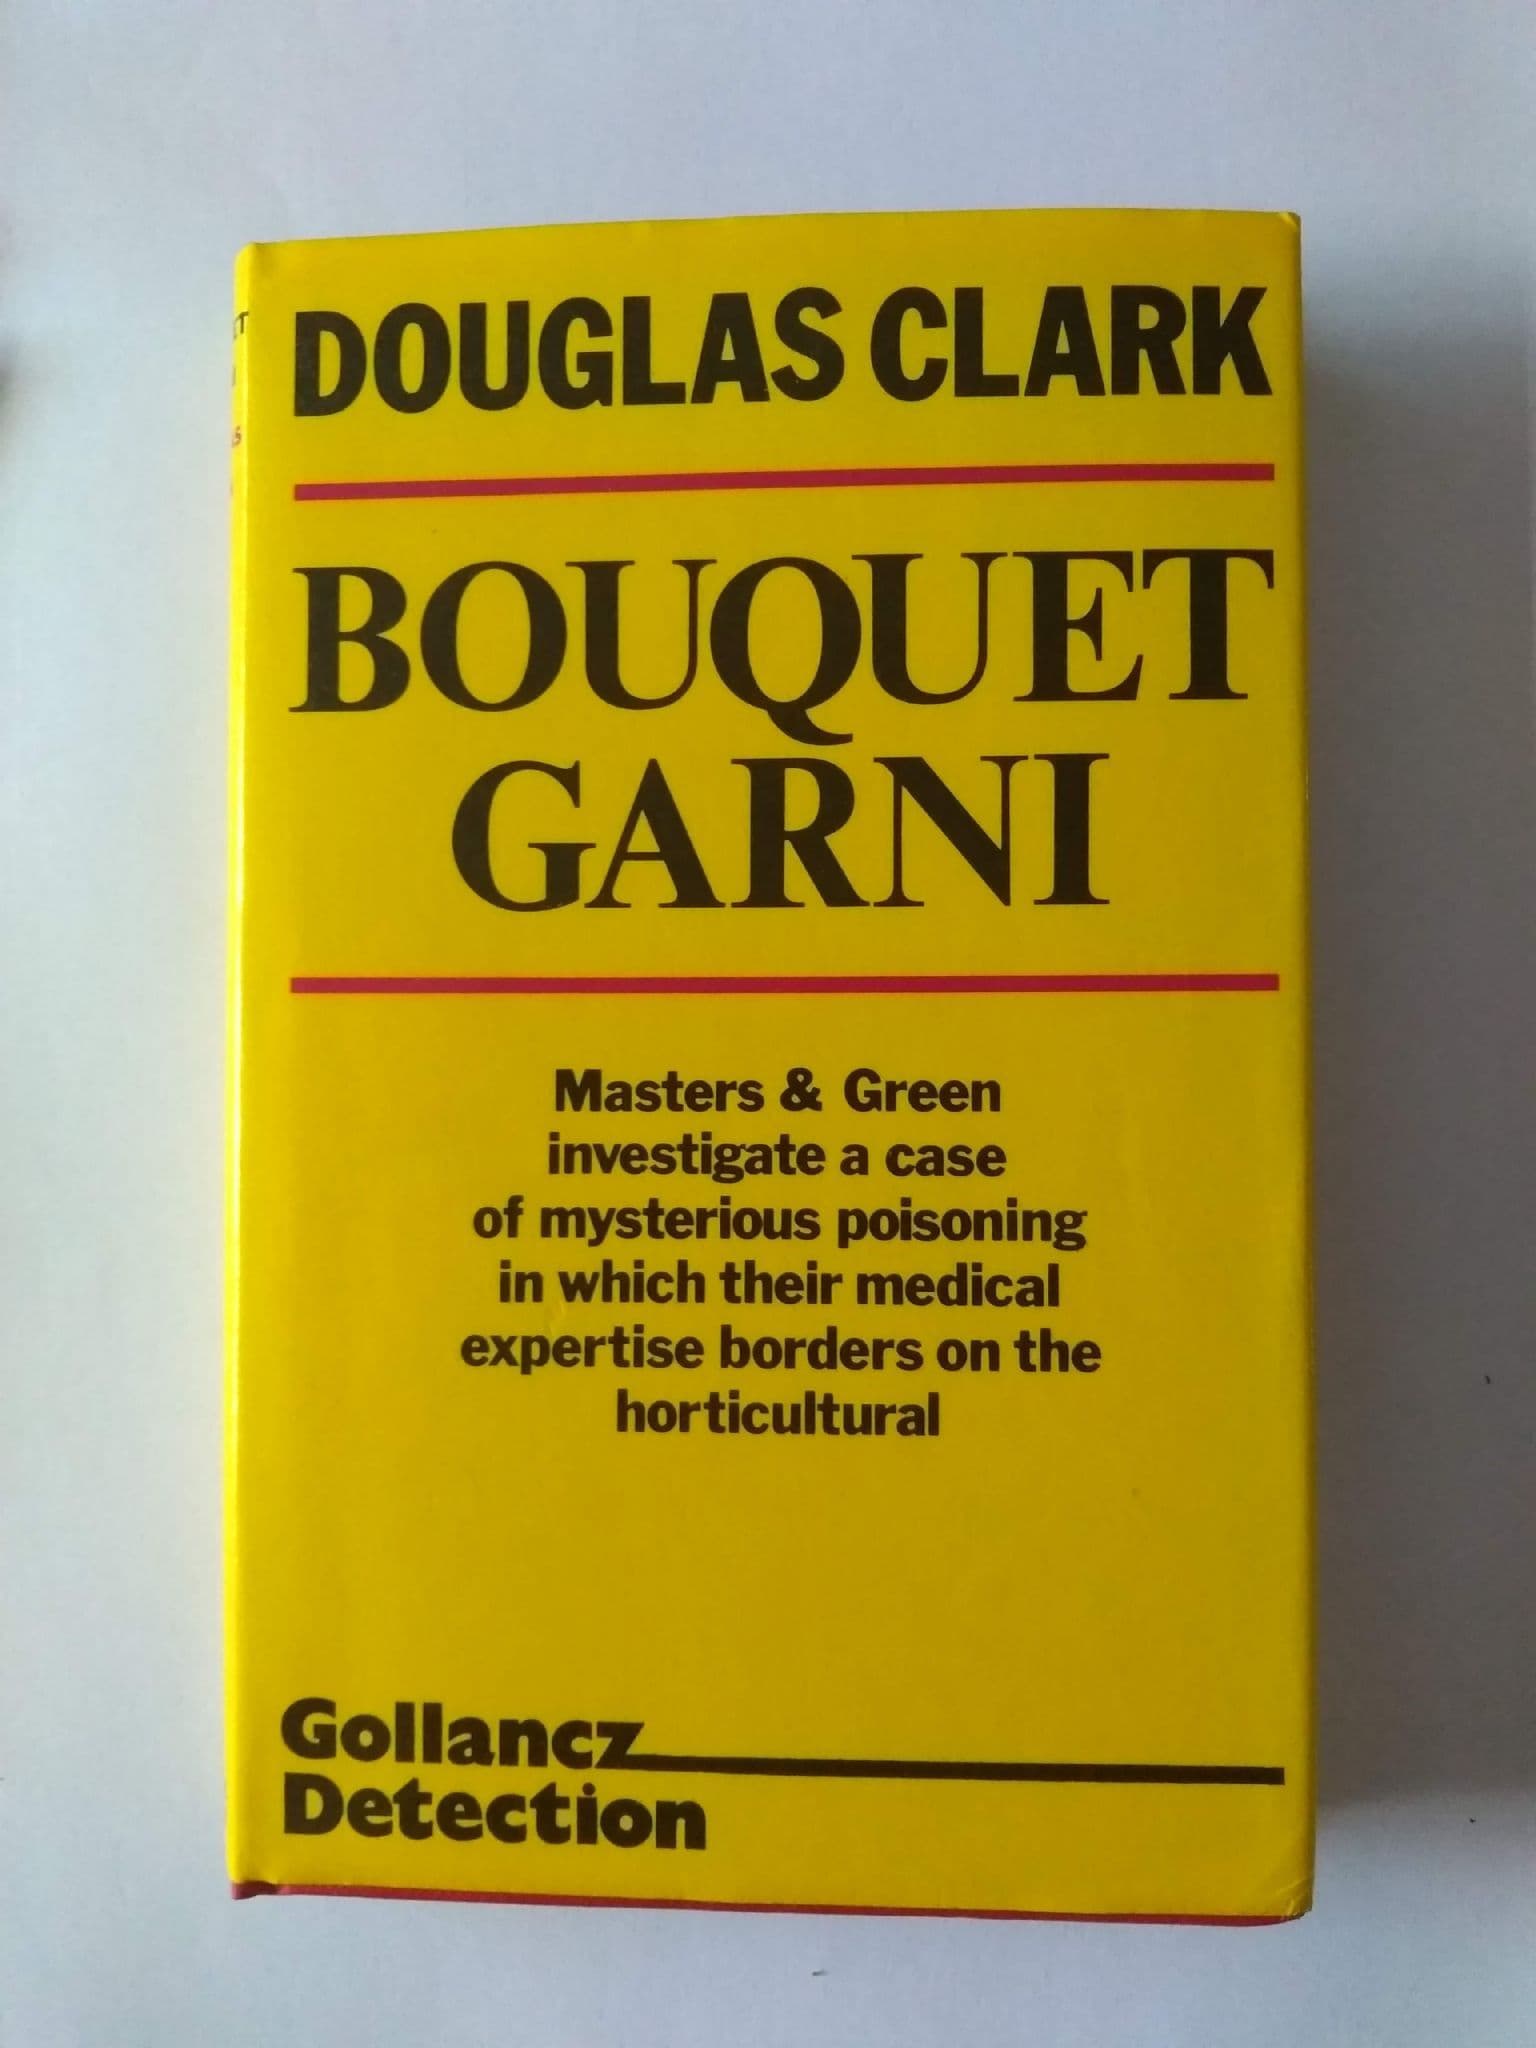 DOUGLAS CLARK
BOUQUET
GARNI
Masters & Green
investigate a case
of mysterious poisoning
in which their medical
expertise borders on the
horticultural
Gollancz
Detection